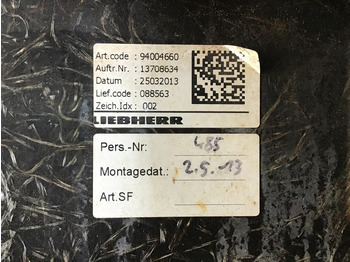 Art.code : 94004660
Auftr.Nr. : 13708634
Datum : 25032013
Lief.code : 088563
Zeich.Idx : 002
LIEBHERR
Pers.-Nr: 485
Montagedat.: 2.5.13
Art.SF